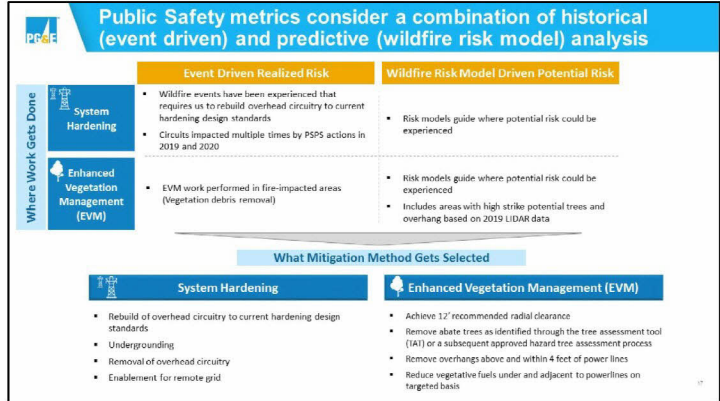 PG&E
Public Safety metrics consider a combination of historical
(event driven) and predictive (wildfire risk model) analysis
Event Driven Realized Risk
Wildfire Risk Model Driven Potential Risk
Where Work Gets Done
System
Hardening
▪ Wildfire events have been experienced that
requires us to rebuild overhead circuitry to current
hardening design standards
▪ Circuits impacted multiple times by PSPS actions in
2019 and 2020
▪ Risk models guide where potential risk could be
experienced
Enhanced
Vegetation
Management
(EVM)
▪ EVM work performed in fire-impacted areas
(Vegetation debris removal)
▪ Risk models guide where potential risk could be
experienced
▪ Includes areas with high strike potential trees and
overhang based on 2019 LIDAR data
What Mitigation Method Gets Selected
System Hardening
▪ Rebuild of overhead circuitry to current hardening design
standards
▪ Undergrounding
▪ Removal of overhead circuitry
▪ Enablement for remote grid
Enhanced Vegetation Management (EVM)
▪ Achieve 12' recommended radial clearance
▪ Remove abate trees as identified through the tree assessment tool
(TAT) or a subsequent approved hazard tree assessment process
▪ Remove overhangs above and within 4 feet of power lines
▪ Reduce vegetative fuels under and adjacent to powerlines on
targeted basis